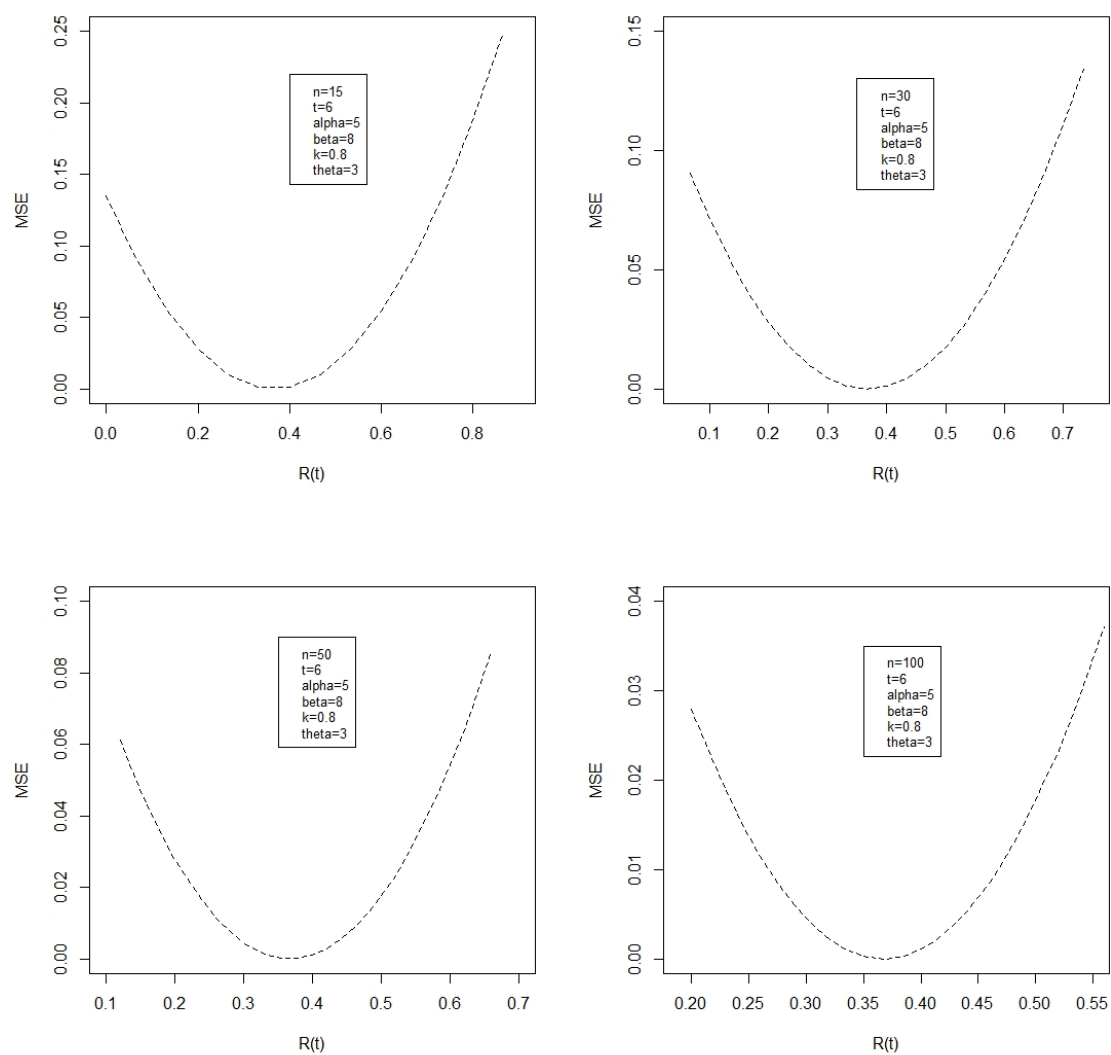 0.25
0.20
0.15
0.10
0.05
0.00
MSE
n=15
t=6
alpha=5
beta=8
k=0.8
theta=3
0.0 0.2 0.4 0.6 0.8
R(t)
0.15
0.10
0.05
0.00
MSE
n=30
t=6
alpha=5
beta=8
k=0.8
theta=3
0.1 0.2 0.3 0.4 0.5 0.6 0.7
R(t)
0.10
0.08
0.06
0.04
0.02
0.00
MSE
n=50
t=6
alpha=5
beta=8
k=0.8
theta=3
0.1 0.2 0.3 0.4 0.5 0.6 0.7
R(t)
0.04
0.03
0.02
0.01
0.00
MSE
n=100
t=6
alpha=5
beta=8
k=0.8
theta=3
0.20 0.25 0.30 0.35 0.40 0.45 0.50 0.55
R(t)